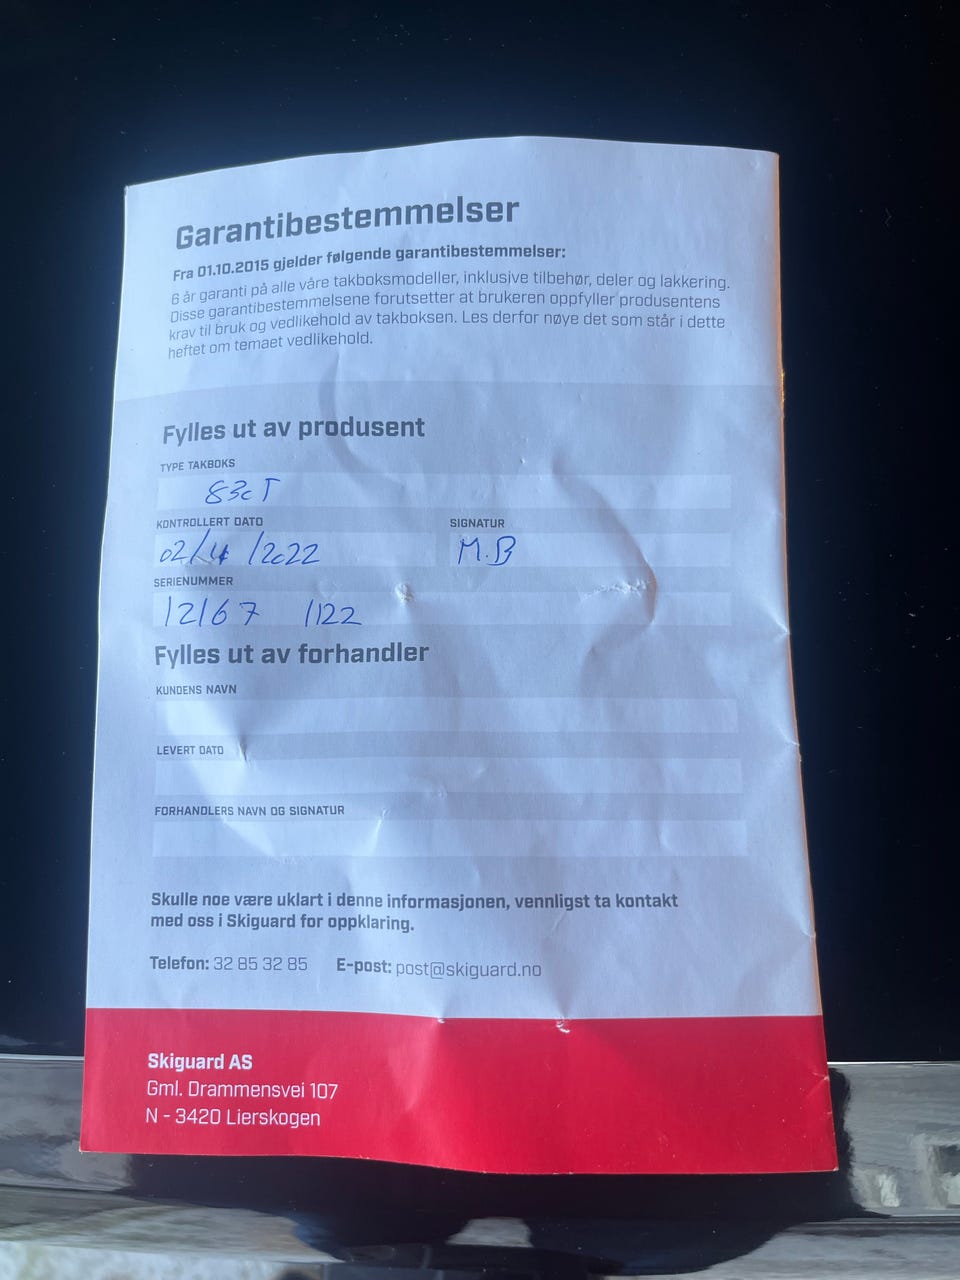 Garantibestemmelser
Fra 01.10.2015 gjelder følgende garantibestemmelser:
6 år garanti på alle våre takboksmodeller, inklusive tilbehør, deler og lakkering.
Disse garantibestemmelsene forutsetter at brukeren oppfyller produsentens
krav til bruk og vedlikehold av takboksen. Les derfor nøye det som står i dette
heftet om temaet vedlikehold.
Fylles ut av produsent
TYPE TAKBOKS
830 T
KONTROLLERT DATO SIGNATUR
02/4/2022 M.B
SERIENUMMER
12167 /122
Fylles ut av forhandler
KUNDENS NAVN
LEVERT DATO
FORHANDLERS NAVN OG SIGNATUR
Skulle noe være uklart i denne informasjonen, vennligst ta kontakt
med oss i Skiguard for oppklaring.
Telefon: 32 85 32 85 E-post: post@skiguard.no
Skiguard AS
Gml. Drammensvei 107
N - 3420 Lierskogen